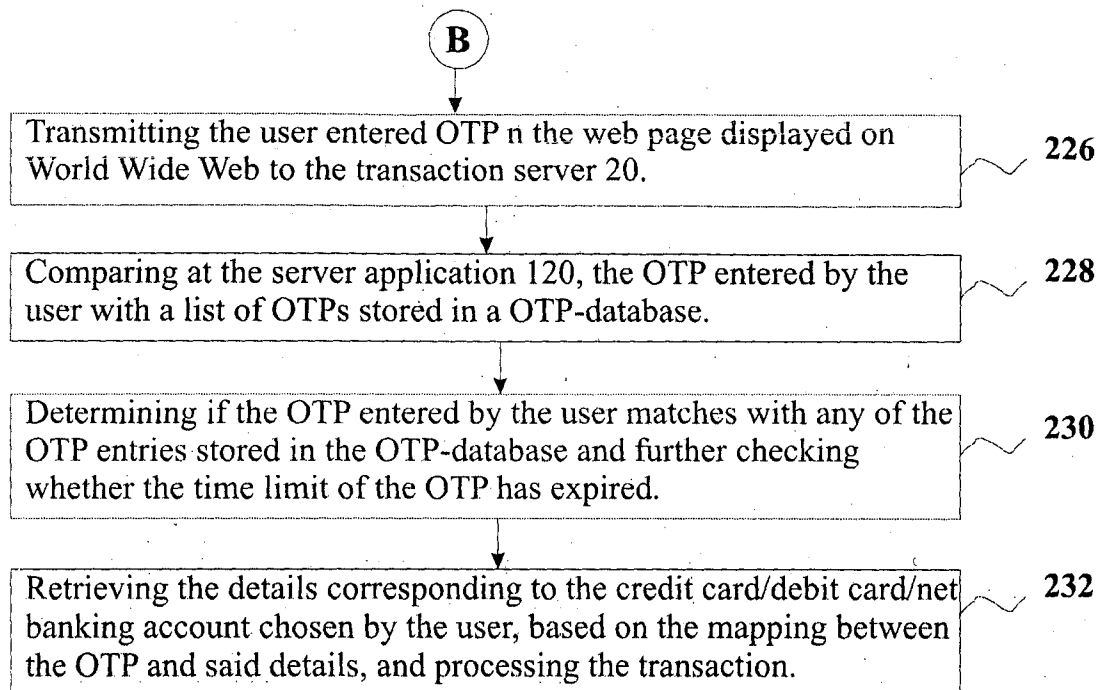 B
Transmitting the user entered OTP n the web page displayed on
World Wide Web to the transaction server 20.
226
Comparing at the server application 120, the OTP entered by the
user with a list of OTPs stored in a OTP-database.
228
Determining if the OTP entered by the user matches with any of the
OTP entries stored in the OTP-database and further checking
whether the time limit of the OTP has expired.
230
Retrieving the details corresponding to the credit card/debit card/net
banking account chosen by the user, based on the mapping between
the OTP and said details, and processing the transaction.
232